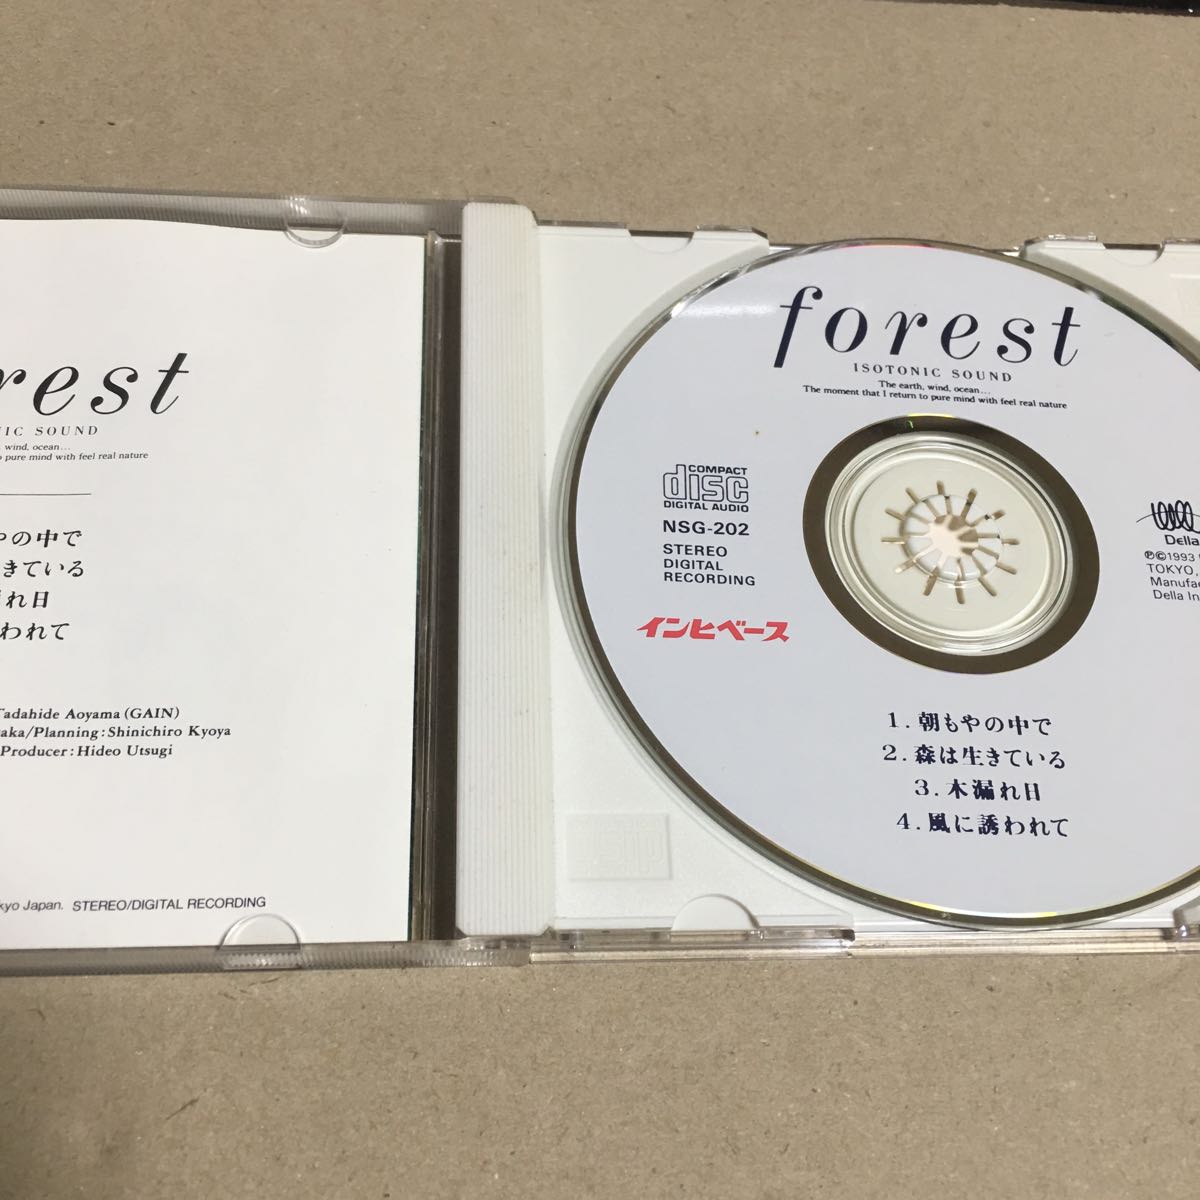 rest
SOUND
wind, ocean...
pure mind with feel real nature
の中で
きている
れ日
われて
Tadahide Aoyama (GAIN)
/Planning: Shinichiro Kyoya
Producer: Hideo Utsugi
Japan. STEREO/DIGITAL RECORDING
forest
ISOTONIC SOUND
The earth, wind, ocean...
The moment that I return to pure mind with feel real nature
COMPACT
disc
DIGITAL AUDIO
NSG-202
STEREO
DIGITAL
RECORDING
インヒベース
Della
℗©1993
TOKYO,
Manufac
Della In
1. 朝もやの中で
2. 森は生きている
3. 木漏れ日
4. 風に誘われて